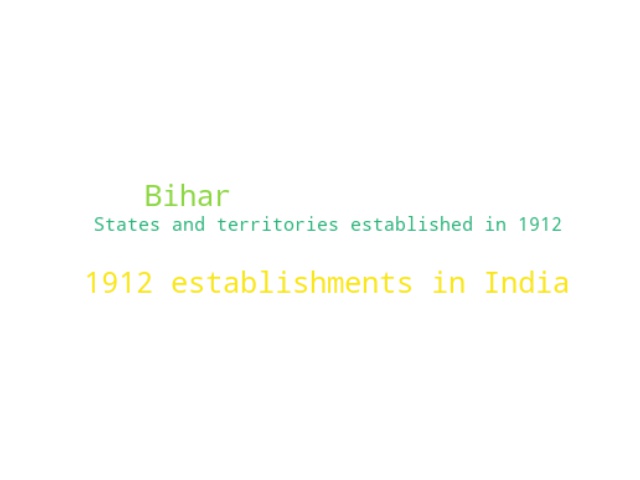 Bihar
States and territories established in 1912
1912 establishments in India